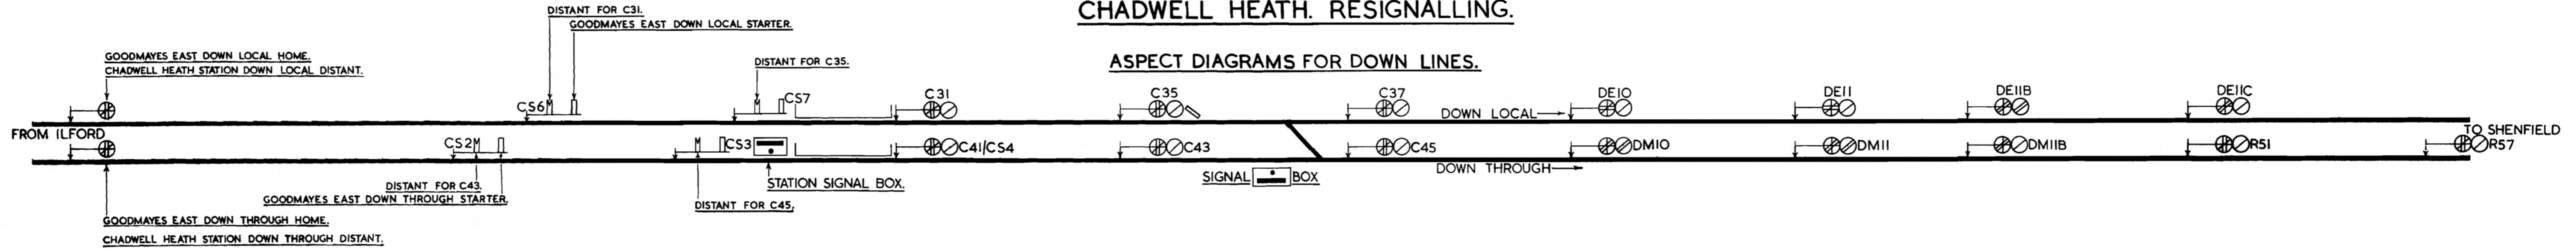 CHADWELL HEATH. RESIGNALLING.
ASPECT DIAGRAMS FOR DOWN LINES.
DISTANT FOR C31.
GOODMAYES EAST DOWN LOCAL STARTER.
GOODMAYES EAST DOWN LOCAL HOME.
CHADWELL HEATH STATION DOWN LOCAL DISTANT.
DISTANT FOR C35.
CS6
CS7
C31
C35
C37
DOWN LOCAL
DE10
DE11
DE11B
DE11C
FROM ILFORD
TO SHENFIELD
CS2
CS3
C41/CS4
C43
C45
DM10
DM11
DM11B
R51
R57
DOWN THROUGH
SIGNAL BOX
STATION SIGNAL BOX.
DISTANT FOR C43.
GOODMAYES EAST DOWN THROUGH STARTER.
DISTANT FOR C45.
GOODMAYES EAST DOWN THROUGH HOME.
CHADWELL HEATH STATION DOWN THROUGH DISTANT.